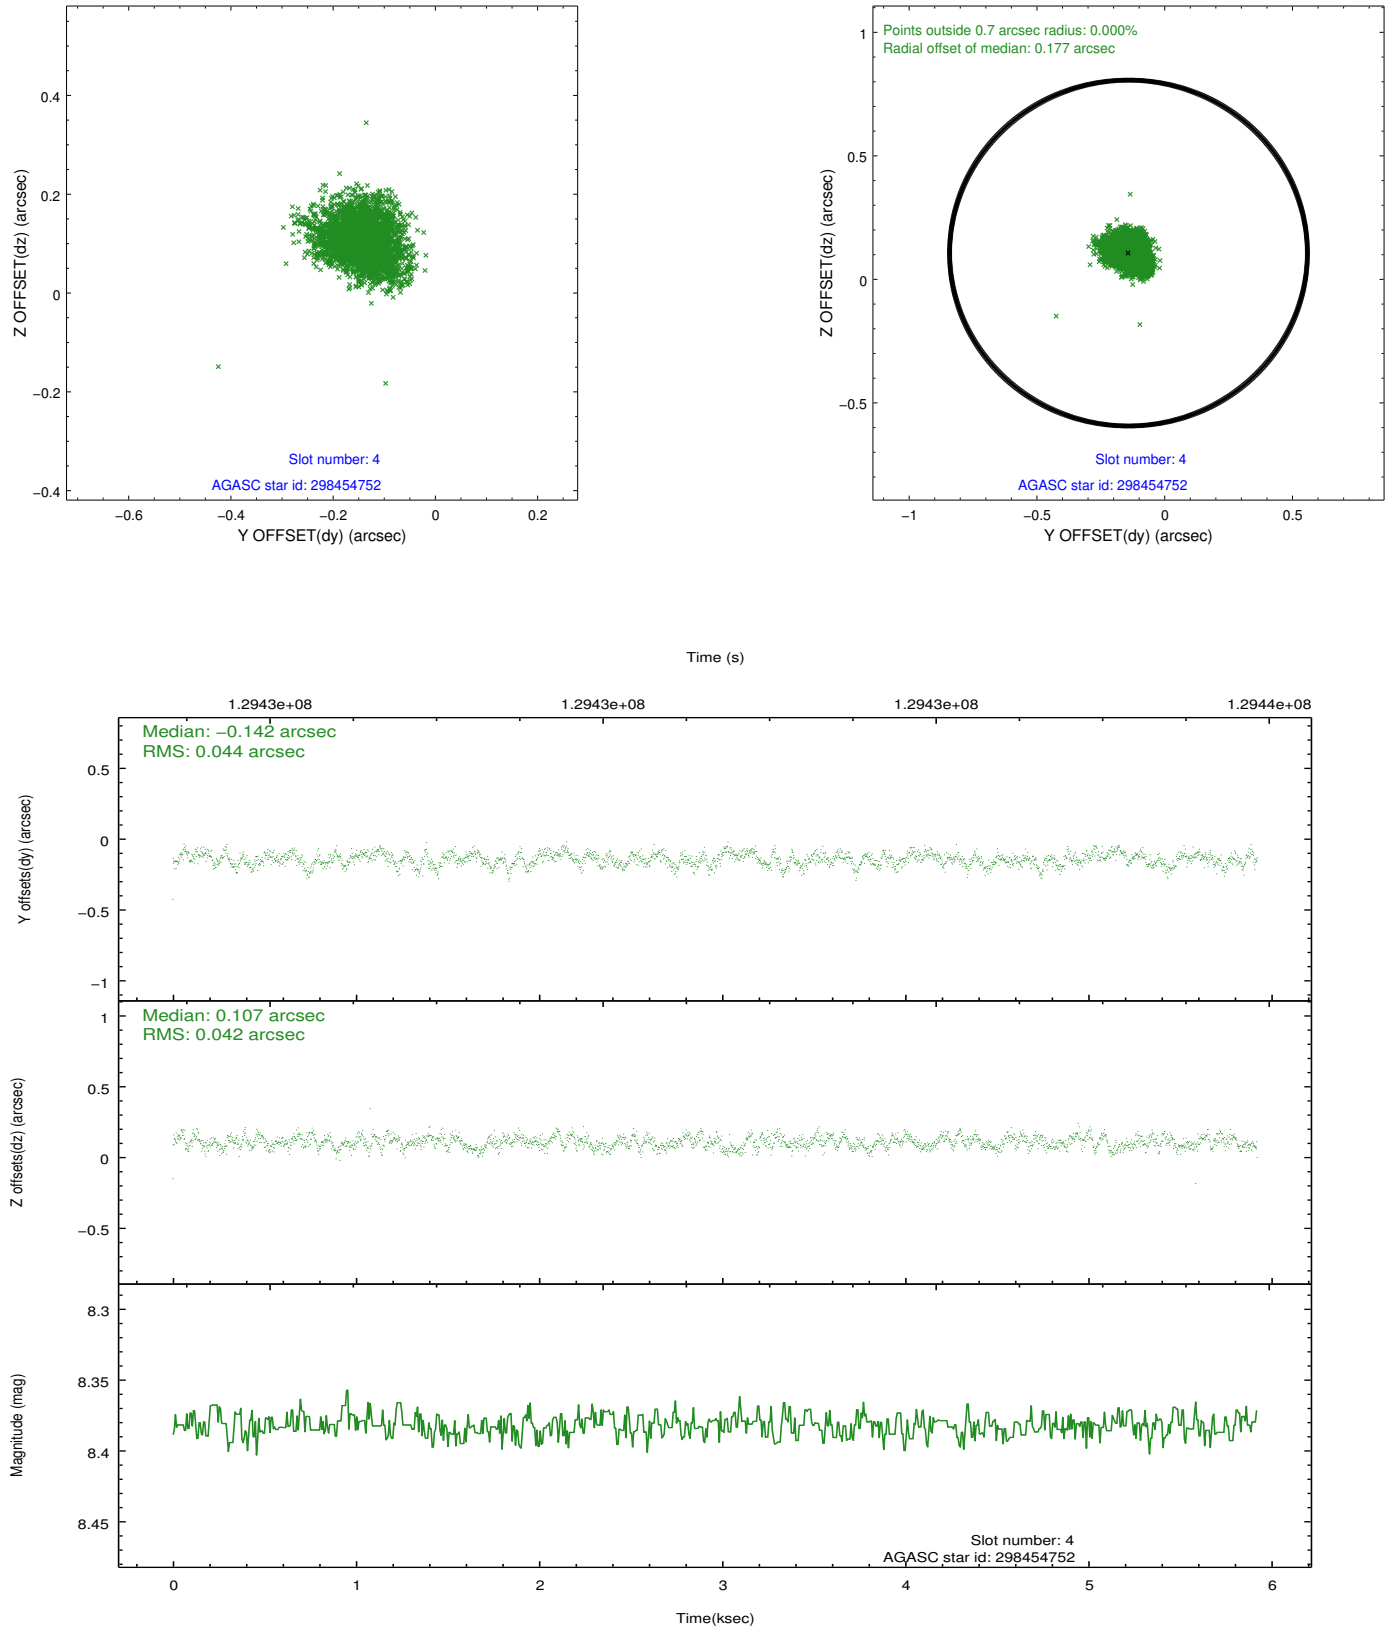 0.4
0.2
0
−0.2
−0.4
Z OFFSET(dz) (arcsec)
Slot number: 4
AGASC star id: 298454752
−0.6 −0.4 −0.2 0 0.2
Y OFFSET(dy) (arcsec)
Points outside 0.7 arcsec radius: 0.000%
Radial offset of median: 0.177 arcsec
1
0.5
0
−0.5
Z OFFSET(dz) (arcsec)
Slot number: 4
AGASC star id: 298454752
−1 −0.5 0 0.5
Y OFFSET(dy) (arcsec)
Time (s)
1.2943e+08 1.2943e+08 1.2943e+08 1.2944e+08
Median: −0.142 arcsec
RMS: 0.044 arcsec
0.5
0
−0.5
−1
Y offsets(dy) (arcsec)
Median: 0.107 arcsec
RMS: 0.042 arcsec
1
0.5
0
−0.5
Z offsets(dz) (arcsec)
8.3
8.35
8.4
8.45
Magnitude (mag)
Slot number: 4
AGASC star id: 298454752
0 1 2 3 4 5 6
Time(ksec)